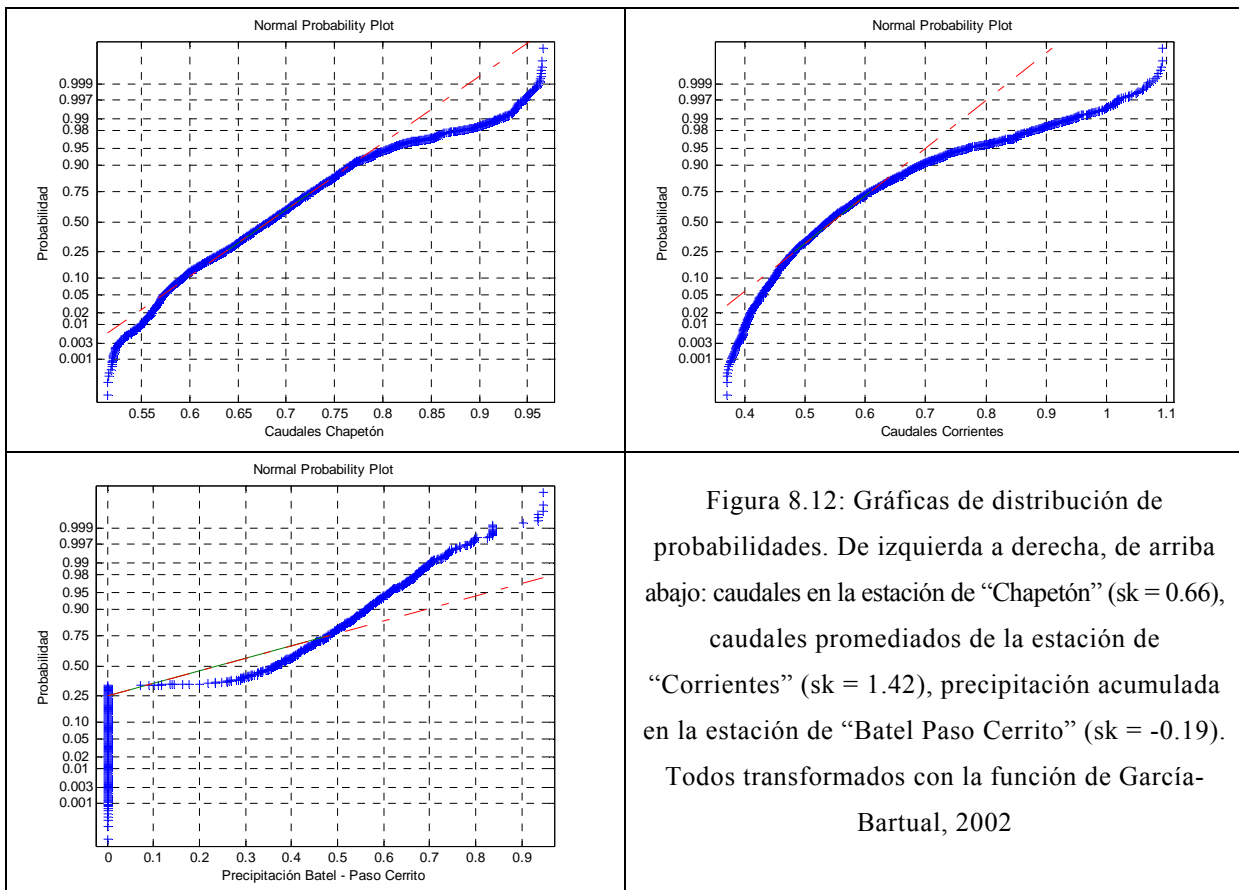 Normal Probability Plot
0.999
0.997
0.99
0.98
0.95
0.90
0.75
0.50
0.25
0.10
0.05
0.02
0.01
0.003
0.001
Probabilidad
0.55 0.6 0.65 0.7 0.75 0.8 0.85 0.9 0.95
Caudales Chapetón
Normal Probability Plot
0.999
0.997
0.99
0.98
0.95
0.90
0.75
0.50
0.25
0.10
0.05
0.02
0.01
0.003
0.001
Probabilidad
0.4 0.5 0.6 0.7 0.8 0.9 1 1.1
Caudales Corrientes
Normal Probability Plot
0.999
0.997
0.99
0.98
0.95
0.90
0.75
0.50
0.25
0.10
0.05
0.02
0.01
0.003
0.001
Probabilidad
0 0.1 0.2 0.3 0.4 0.5 0.6 0.7 0.8 0.9
Precipitación Batel - Paso Cerrito
Figura 8.12: Gráficas de distribución de
probabilidades. De izquierda a derecha, de arriba
abajo: caudales en la estación de “Chapetón” (sk = 0.66),
caudales promediados de la estación de
“Corrientes” (sk = 1.42), precipitación acumulada
en la estación de “Batel Paso Cerrito” (sk = -0.19).
Todos transformados con la función de García-
Bartual, 2002